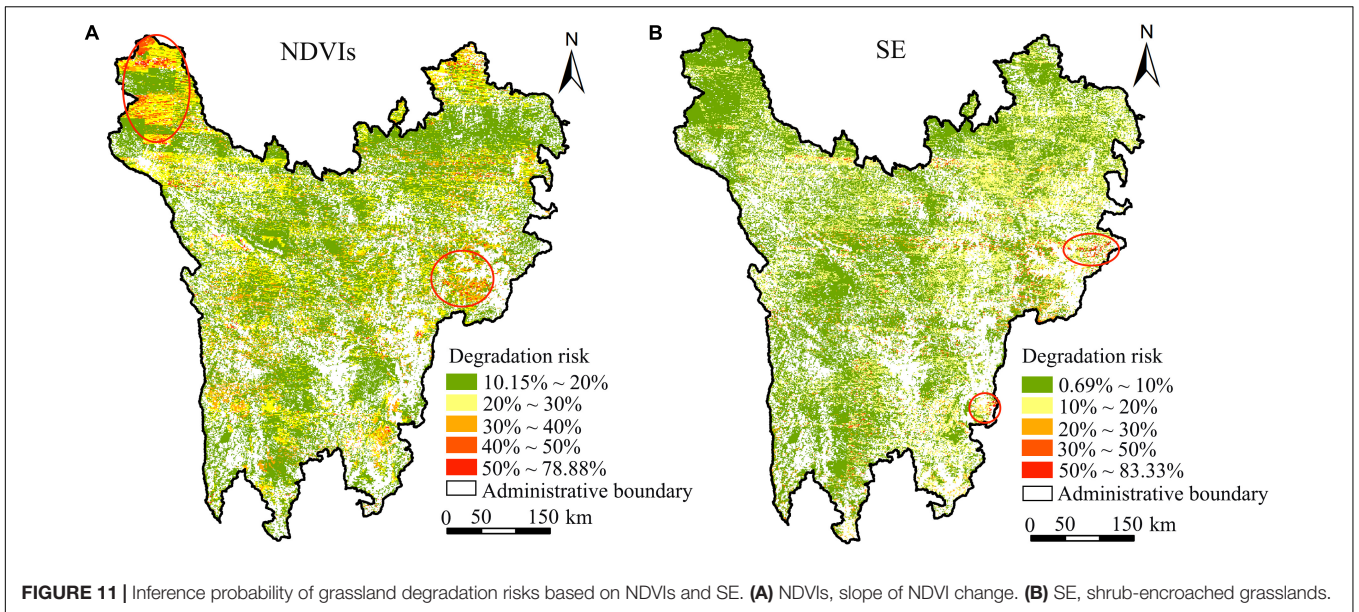 A
NDVIs
N
Degradation risk
10.15% ~ 20%
20% ~ 30%
30% ~ 40%
40% ~ 50%
50% ~ 78.88%
Administrative boundary
0 50 150 km
B
SE
N
Degradation risk
0.69% ~ 10%
10% ~ 20%
20% ~ 30%
30% ~ 50%
50% ~ 83.33%
Administrative boundary
0 50 150 km
FIGURE 11 | Inference probability of grassland degradation risks based on NDVIs and SE. (A) NDVIs, slope of NDVI change. (B) SE, shrub-encroached grasslands.